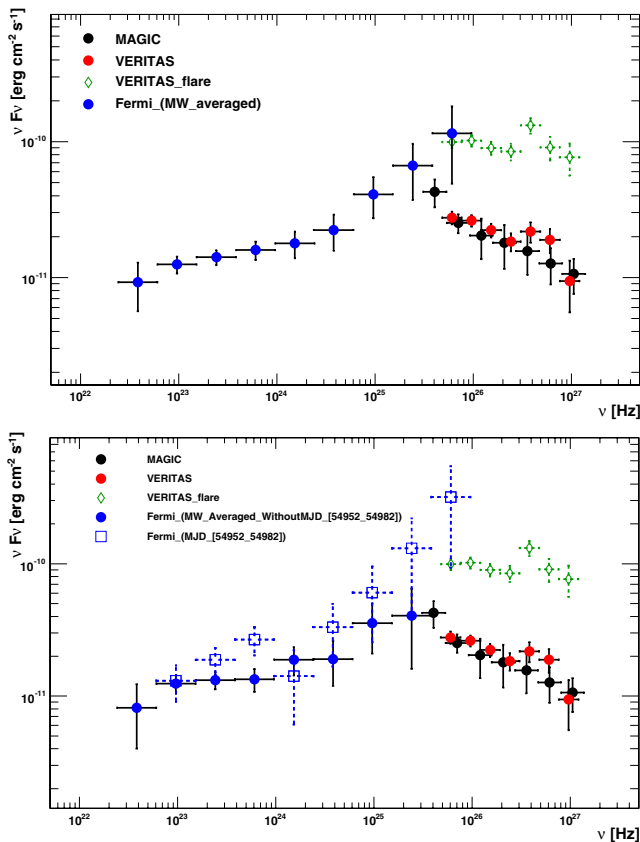 ν Fν [erg cm⁻² s⁻¹]
MAGIC
VERITAS
VERITAS_flare
Fermi_(MW_averaged)
10⁻¹⁰
10⁻¹¹
10²² 10²³ 10²⁴ 10²⁵ 10²⁶ 10²⁷
ν [Hz]
ν Fν [erg cm⁻² s⁻¹]
MAGIC
VERITAS
VERITAS_flare
Fermi_(MW_Averaged_WithoutMJD_[54952_54982])
Fermi_(MJD_[54952_54982])
10⁻¹⁰
10⁻¹¹
10²² 10²³ 10²⁴ 10²⁵ 10²⁶ 10²⁷
ν [Hz]